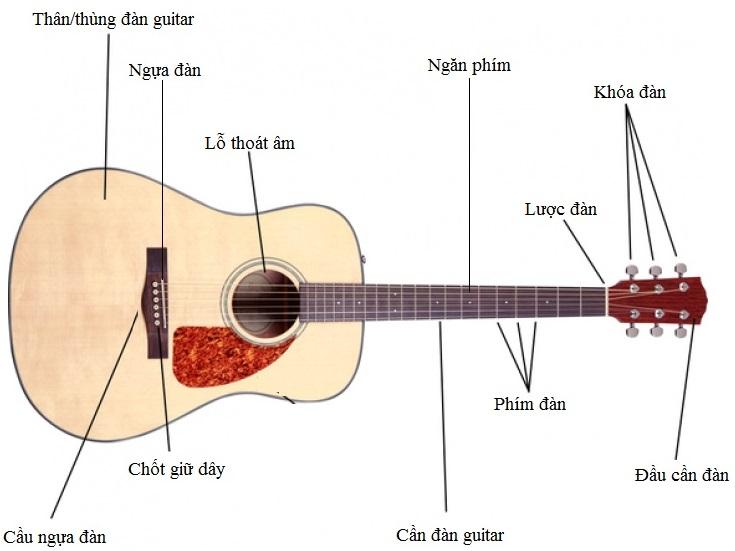 Thân/thùng đàn guitar
Ngựa đàn
Ngăn phím
Khóa đàn
Lỗ thoát âm
Lược đàn
Phím đàn
Chốt giữ dây
Đầu cần đàn
Cầu ngựa đàn
Cần đàn guitar